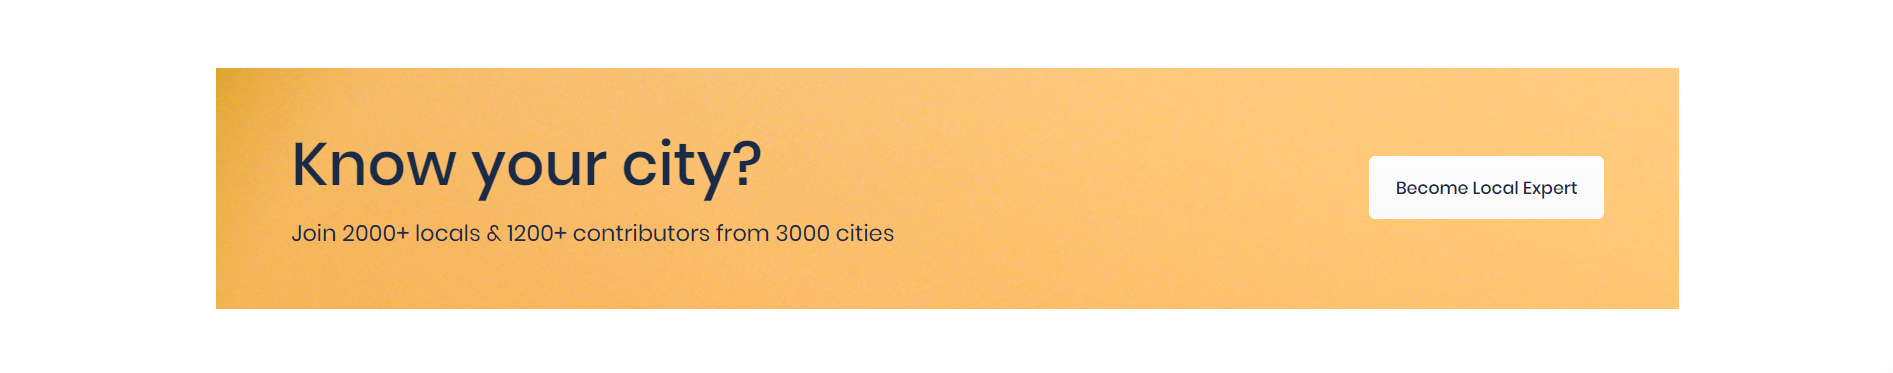 Know your city?
Join 2000+ locals & 1200+ contributors from 3000 cities
Become Local Expert